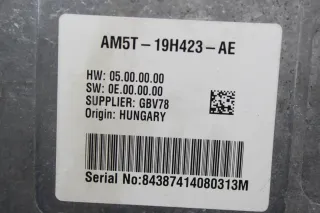 AM5T-19H423-AE
HW: 05.00.00.00
SW: 0E.00.00.00
SUPPLIER: GBV78
Origin: HUNGARY
Serial No:84387414080313M